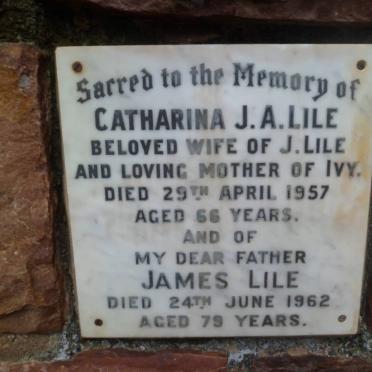 Sacred to the Memory of
CATHARINA J.A. LILE
BELOVED WIFE OF J. LILE
AND LOVING MOTHER OF IVY.
DIED 29TH APRIL 1957
AGED 66 YEARS.
AND OF
MY DEAR FATHER
JAMES LILE
DIED 24TH JUNE 1962
AGED 79 YEARS.